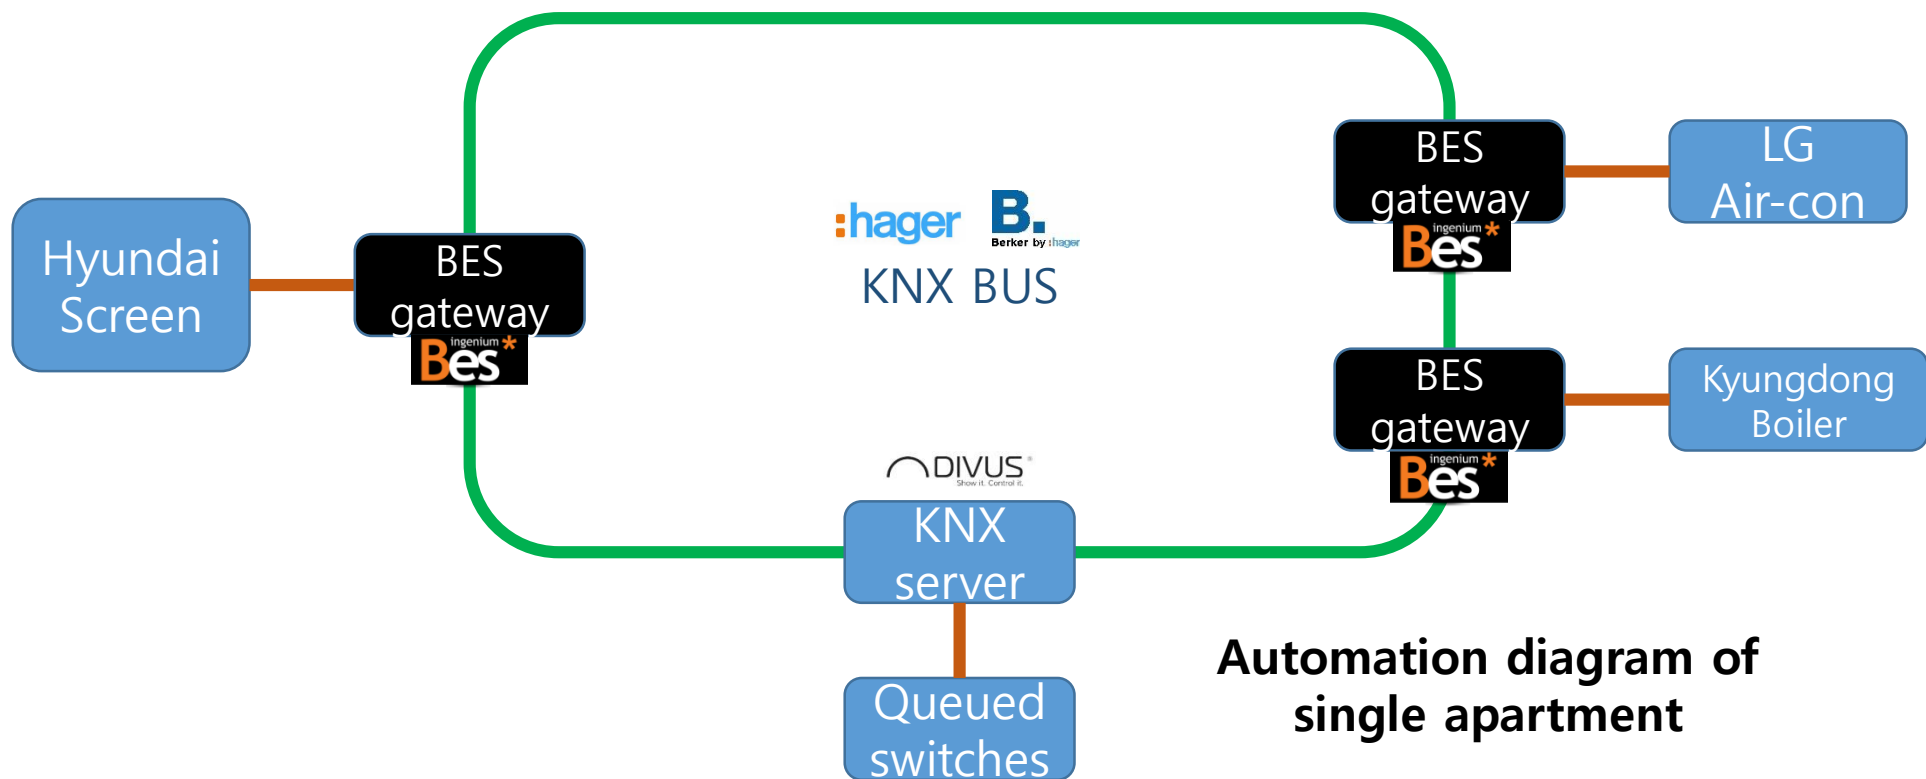 Hyundai
Screen
BES
gateway
ingenium
Bes*
:hager
B.
Berker by :hager
KNX BUS
BES
gateway
ingenium
Bes*
LG
Air-con
BES
gateway
ingenium
Bes*
Kyungdong
Boiler
DIVUS®
Show it. Control it.
KNX
server
Queued
switches
Automation diagram of
single apartment